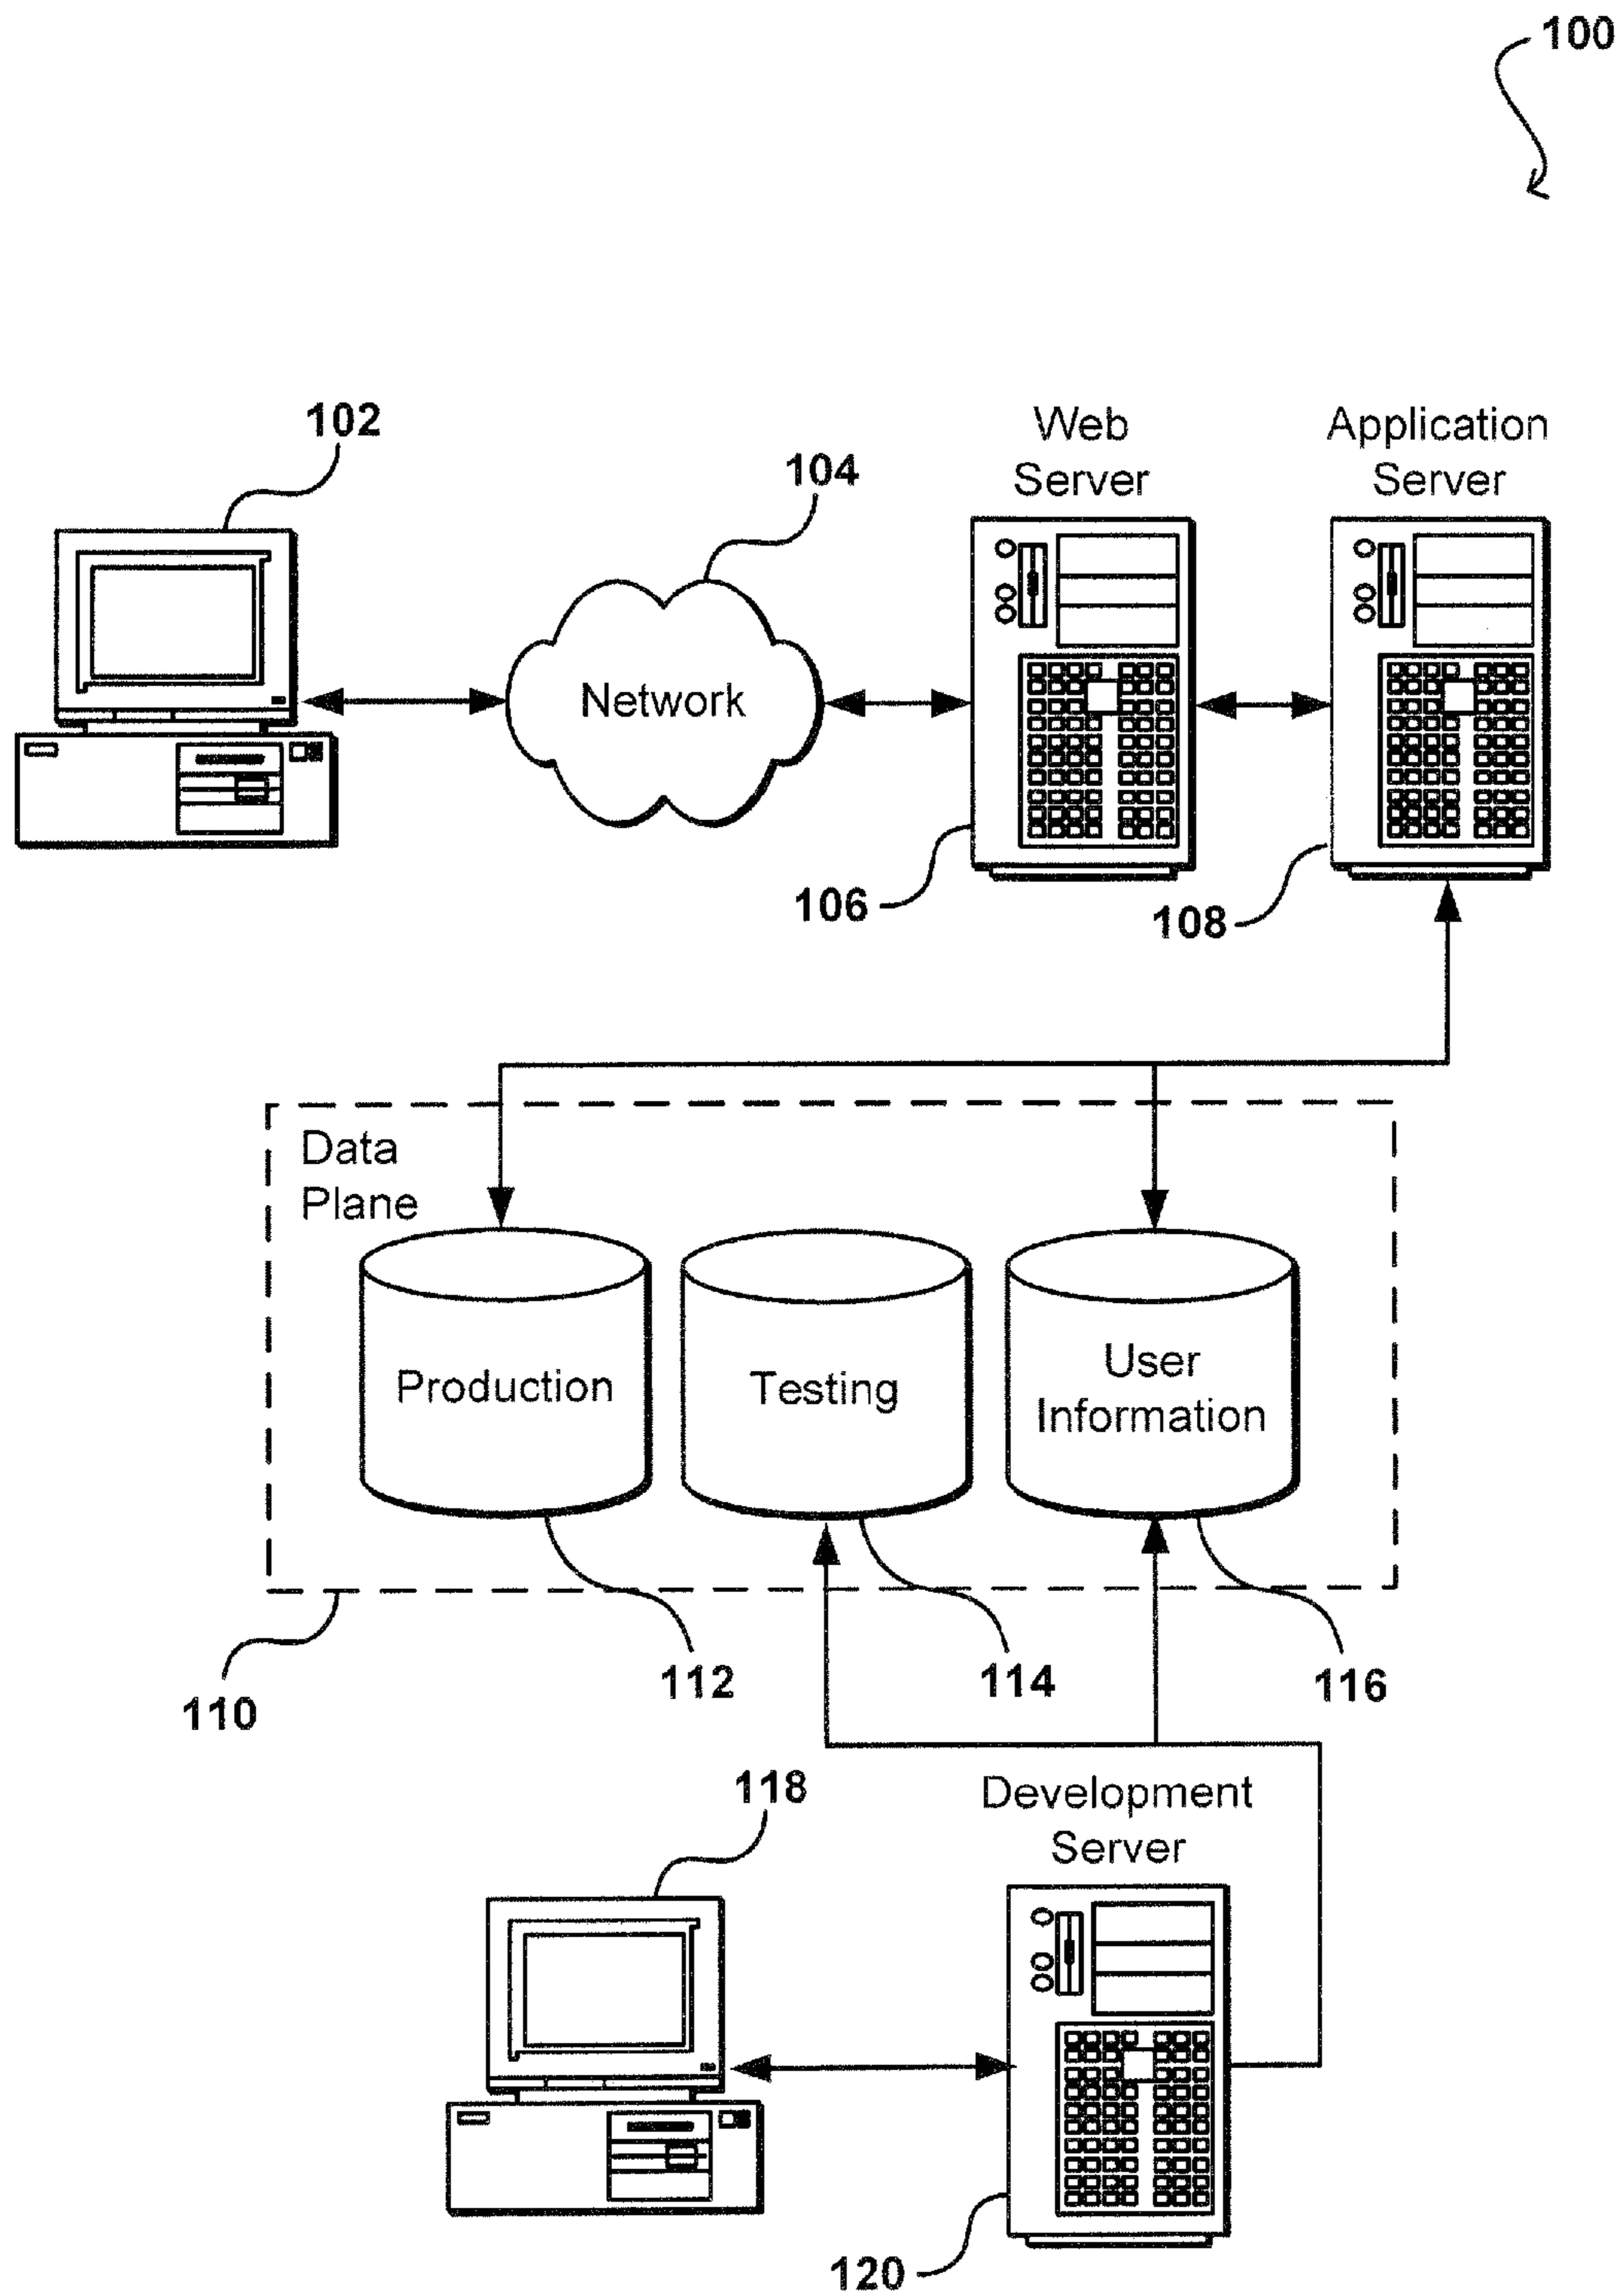 100
102
104
Web
Server
Application
Server
Network
106
108
Data
Plane
Production
Testing
User
Information
112
114
116
110
118
Development
Server
120